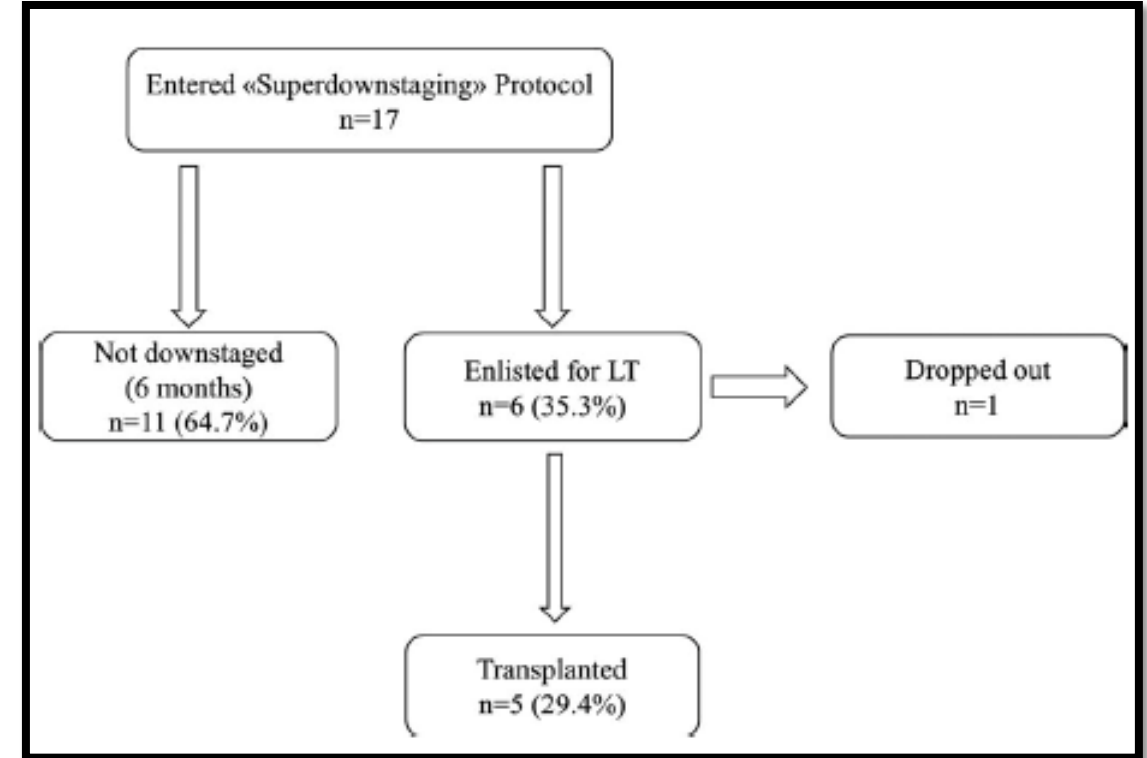 Entered «Superdownstaging» Protocol
n=17
Not downstaged
(6 months)
n=11 (64.7%)
Enlisted for LT
n=6 (35.3%)
Dropped out
n=1
Transplanted
n=5 (29.4%)